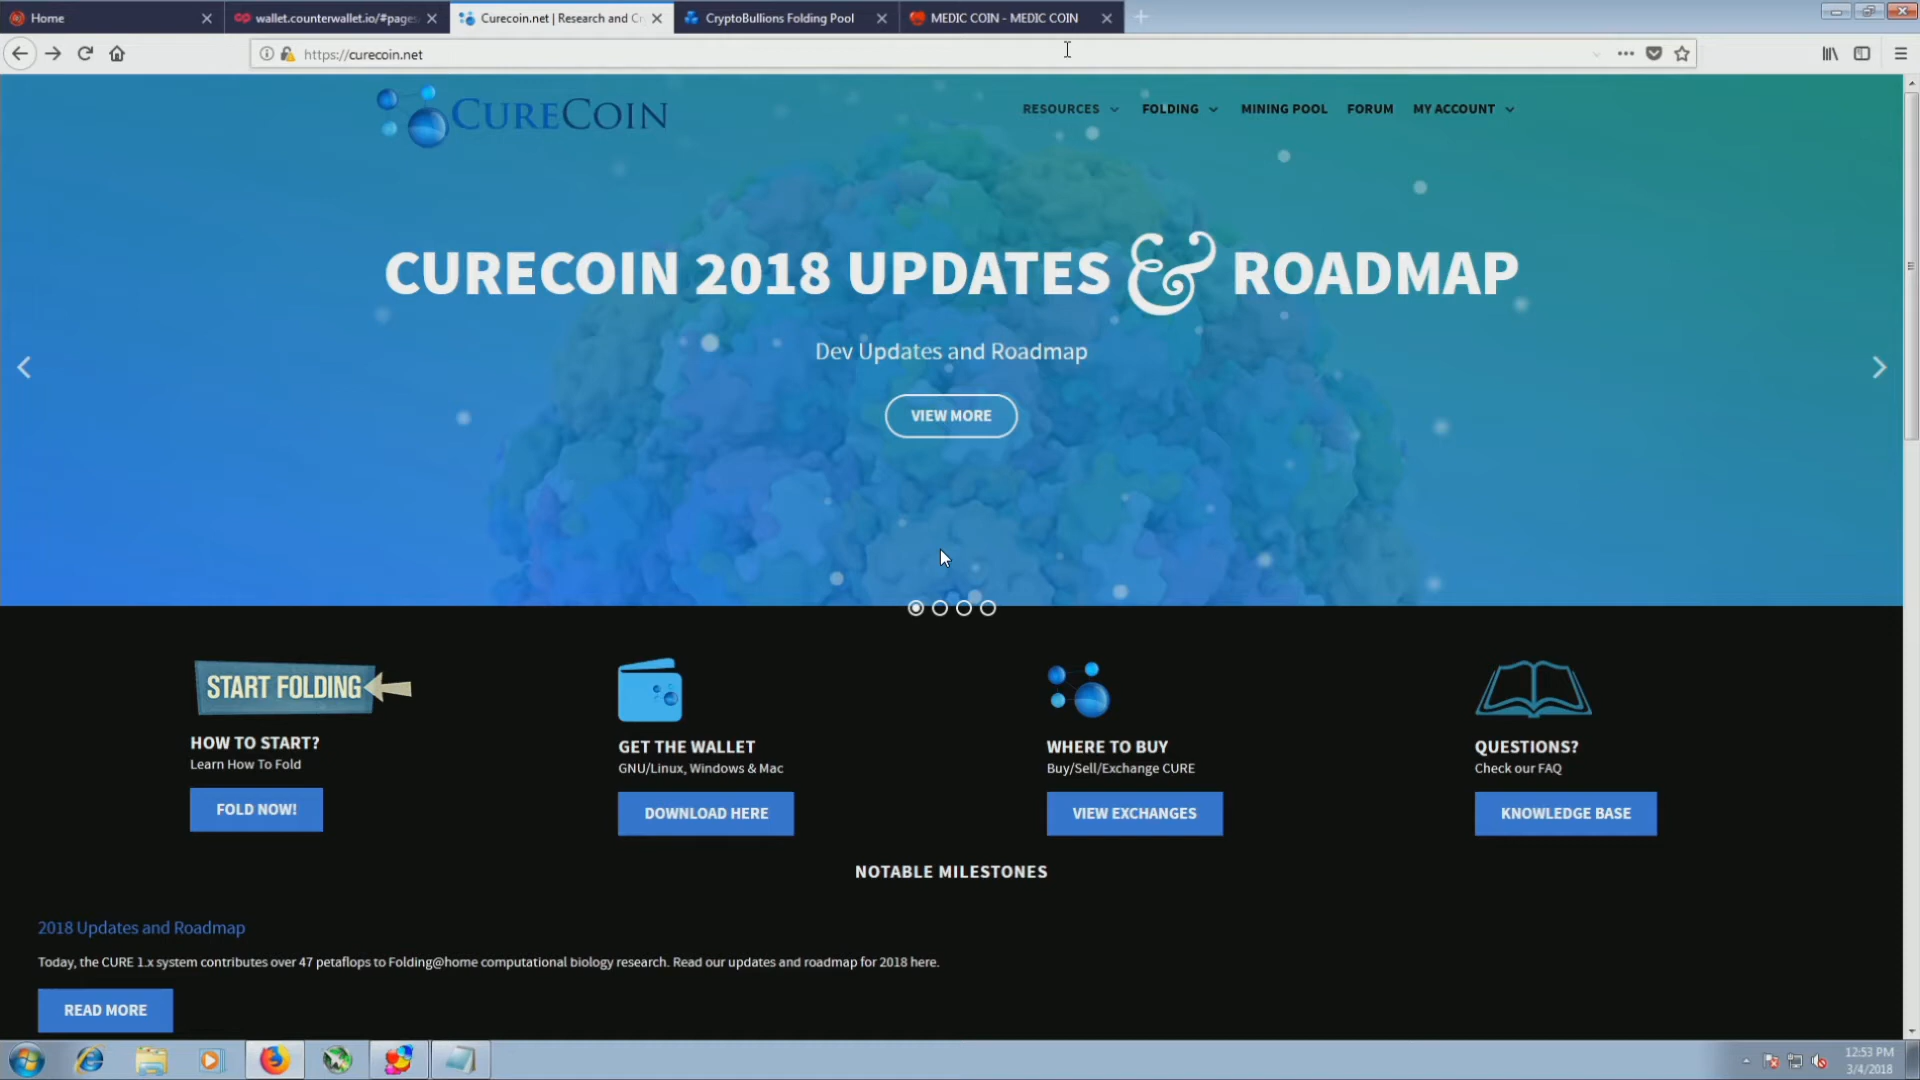 Home
wallet.counterwallet.io/#pages
Curecoin.net | Research and Cr
CryptoBullions Folding Pool
MEDIC COIN - MEDIC COIN
https://curecoin.net
CURECOIN
RESOURCES
FOLDING
MINING POOL
FORUM
MY ACCOUNT
CURECOIN 2018 UPDATES & ROADMAP
Dev Updates and Roadmap
VIEW MORE
START FOLDING
HOW TO START?
Learn How To Fold
FOLD NOW!
GET THE WALLET
GNU/Linux, Windows & Mac
DOWNLOAD HERE
WHERE TO BUY
Buy/Sell/Exchange CURE
VIEW EXCHANGES
QUESTIONS?
Check our FAQ
KNOWLEDGE BASE
NOTABLE MILESTONES
2018 Updates and Roadmap
Today, the CURE 1.x system contributes over 47 petaflops to Folding@home computational biology research. Read our updates and roadmap for 2018 here.
READ MORE
12:53 PM
3/4/2018